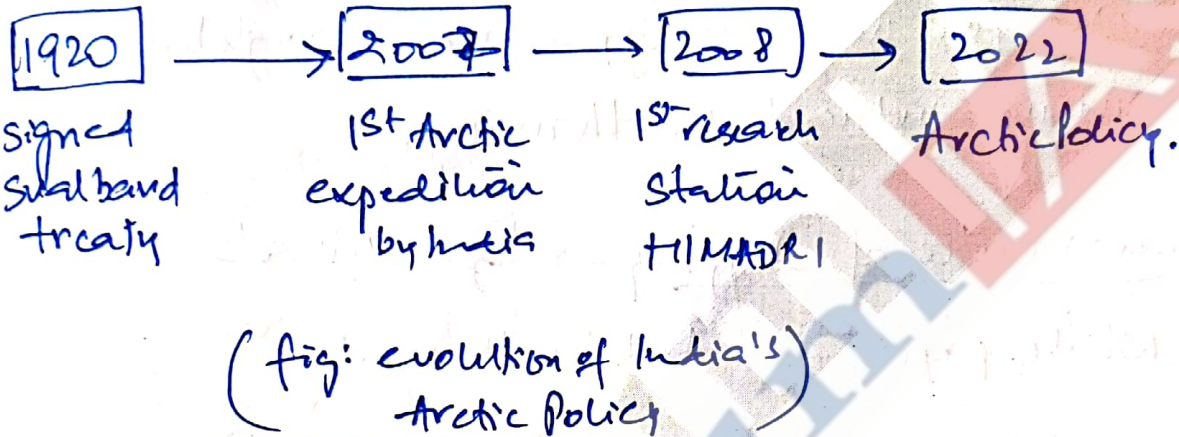 1920 → 2007 → 2008 → 2022
signed
svalbard
treaty
1st Arctic
expedition
by India
1st research
station
HIMADRI
Arctic Policy.
(fig: evolution of India's
Arctic Policy)